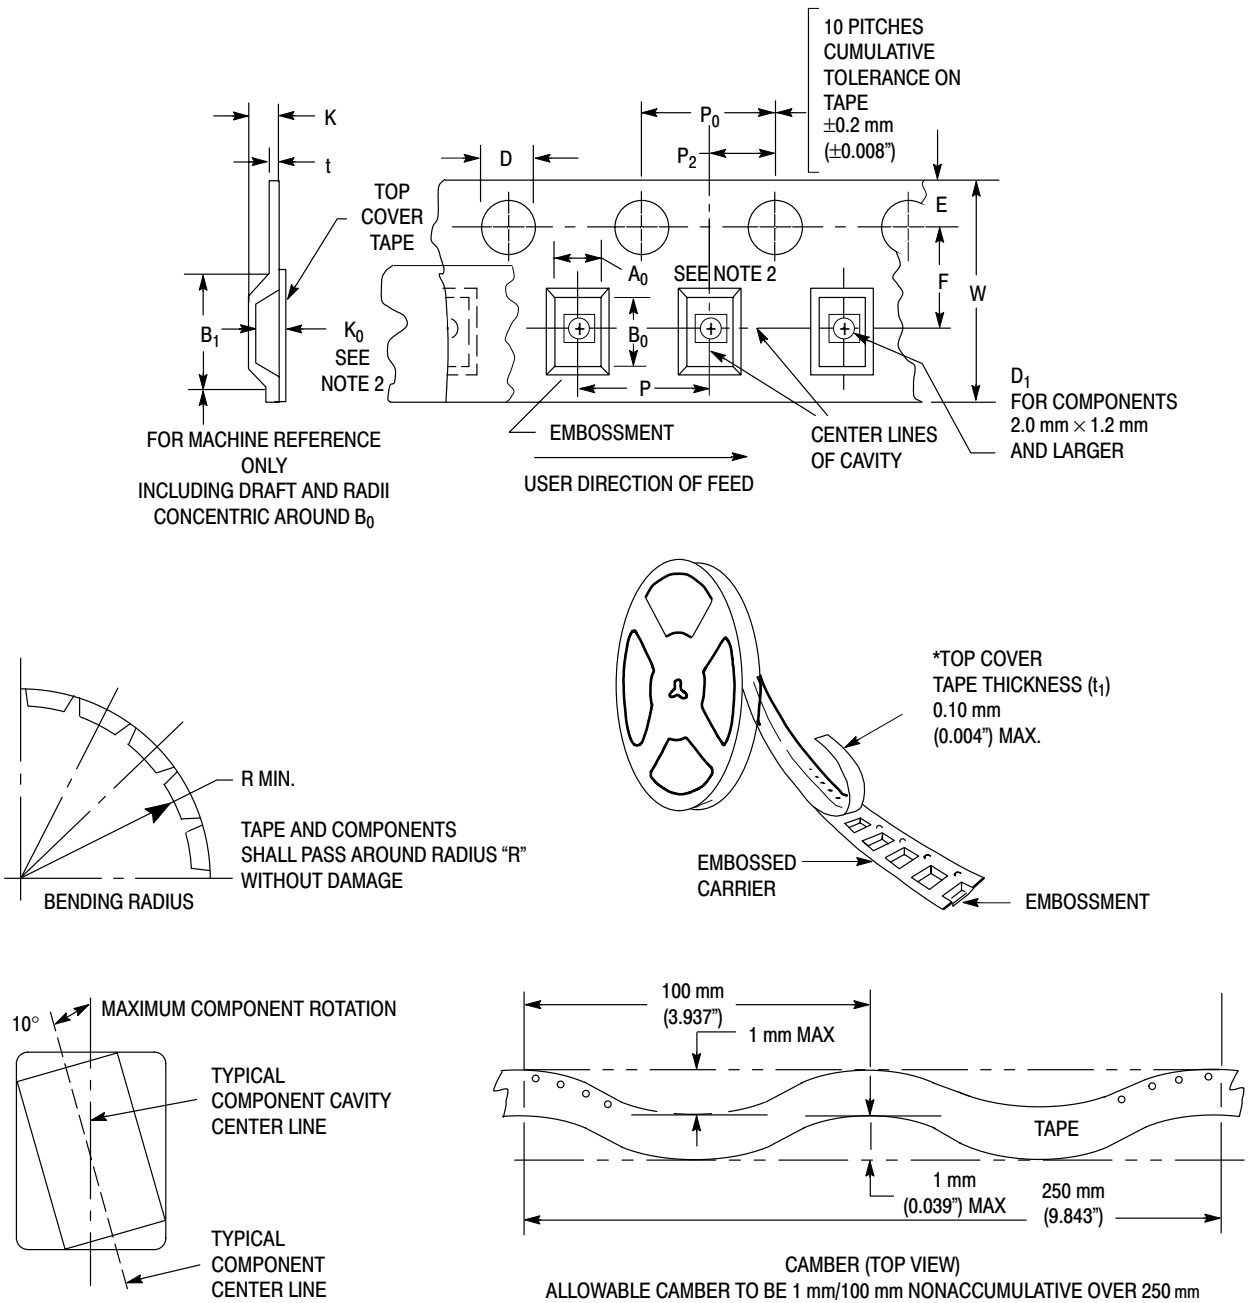 10 PITCHES
CUMULATIVE
TOLERANCE ON
TAPE
±0.2 mm
(±0.008”)
K
t
TOP
COVER
TAPE
D
P0
P2
E
A0
SEE NOTE 2
F
W
B1
K0
SEE
NOTE 2
B0
P
D1
FOR COMPONENTS
2.0 mm × 1.2 mm
AND LARGER
EMBOSSMENT
CENTER LINES
OF CAVITY
FOR MACHINE REFERENCE
ONLY
INCLUDING DRAFT AND RADII
CONCENTRIC AROUND B0
USER DIRECTION OF FEED
*TOP COVER
TAPE THICKNESS (t1)
0.10 mm
(0.004”) MAX.
R MIN.
TAPE AND COMPONENTS
SHALL PASS AROUND RADIUS “R”
WITHOUT DAMAGE
BENDING RADIUS
EMBOSSED
CARRIER
EMBOSSMENT
10°
MAXIMUM COMPONENT ROTATION
TYPICAL
COMPONENT CAVITY
CENTER LINE
TYPICAL
COMPONENT
CENTER LINE
100 mm
(3.937”)
1 mm MAX
TAPE
1 mm
(0.039”) MAX
250 mm
(9.843”)
CAMBER (TOP VIEW)
ALLOWABLE CAMBER TO BE 1 mm/100 mm NONACCUMULATIVE OVER 250 mm